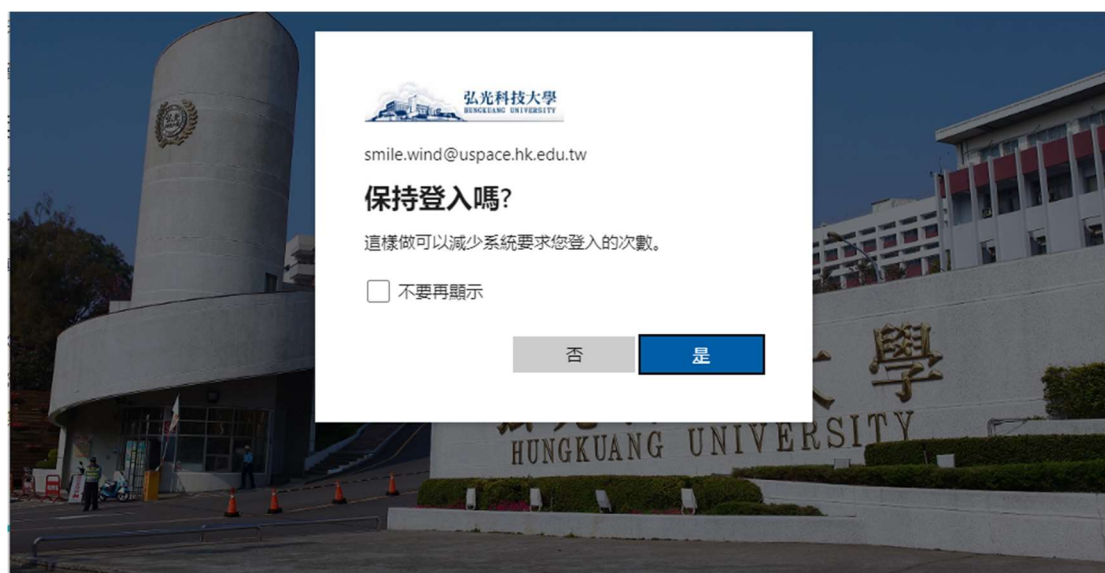 弘光科技大學
HUNGKUANG UNIVERSITY
smile.wind@uspace.hk.edu.tw
保持登入嗎?
這樣做可以減少系統要求您登入的次數。
不要再顯示
否
是
大學
HUNGKUANG UNIVERSITY